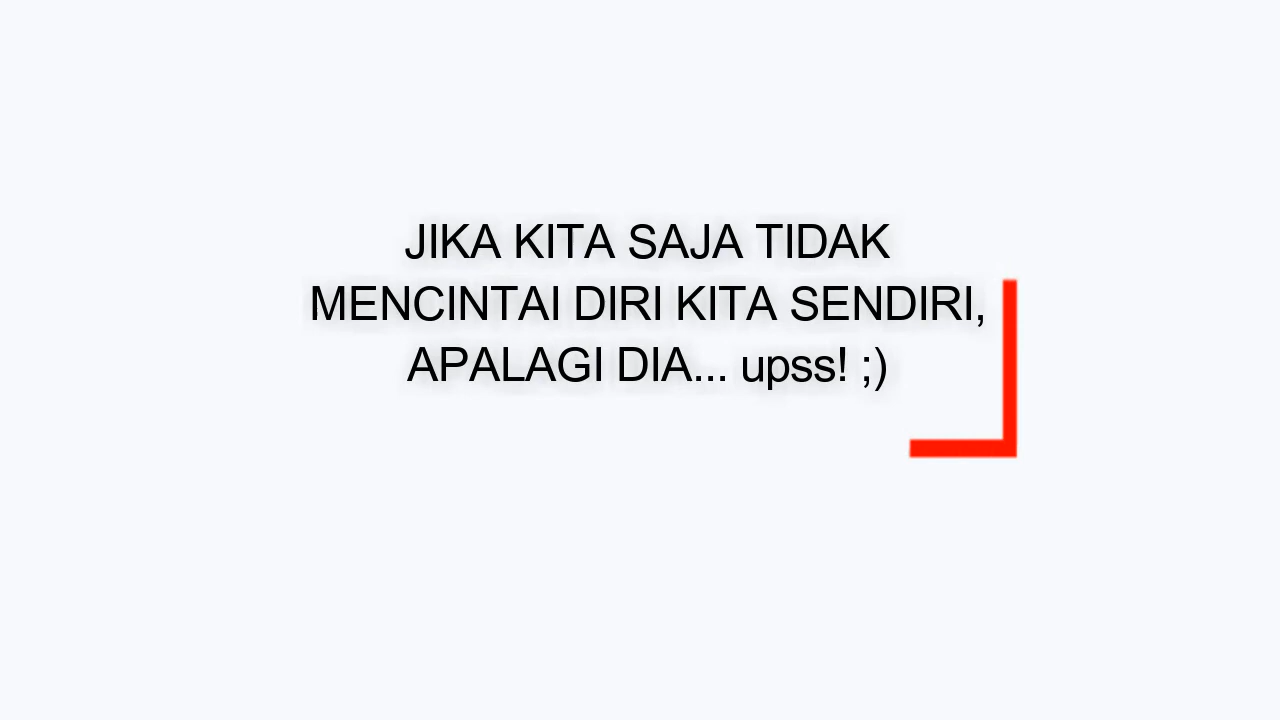 JIKA KITA SAJA TIDAK
MENCINTAI DIRI KITA SENDIRI,
APALAGI DIA... upss! ;)